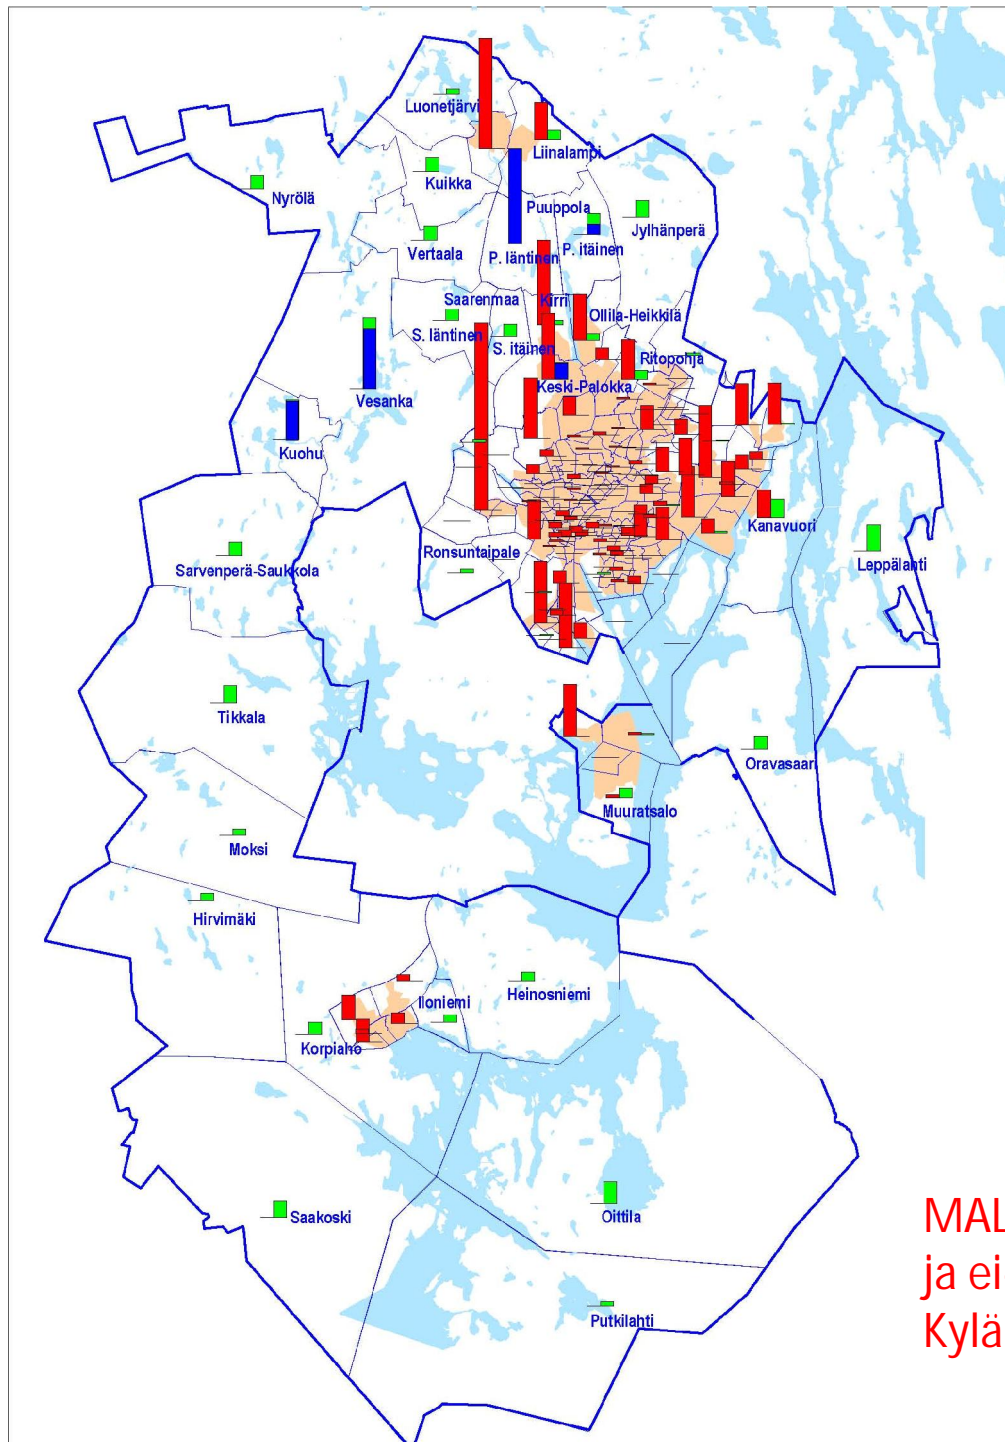 Luonetjärvi
Liinalampi
Kuikka
Nyrölä
Puuppola
Jylhänperä
Vertaala
P. läntinen
P. itäinen
Saarenmaa
Kirri
Ollila-Heikkilä
S. läntinen
S. itäinen
Ritopohja
Keski-Palokka
Vesanka
Kuohu
Kanavuori
Ronsuntaipale
Leppälahti
Sarvenperä-Saukkola
Tikkala
Oravasaari
Muuratsalo
Moksi
Hirvimäki
Heinosniemi
Iloniemi
Korpiaho
Saakoski
Oittila
MAL
ja ei
Kylä
Putkilahti